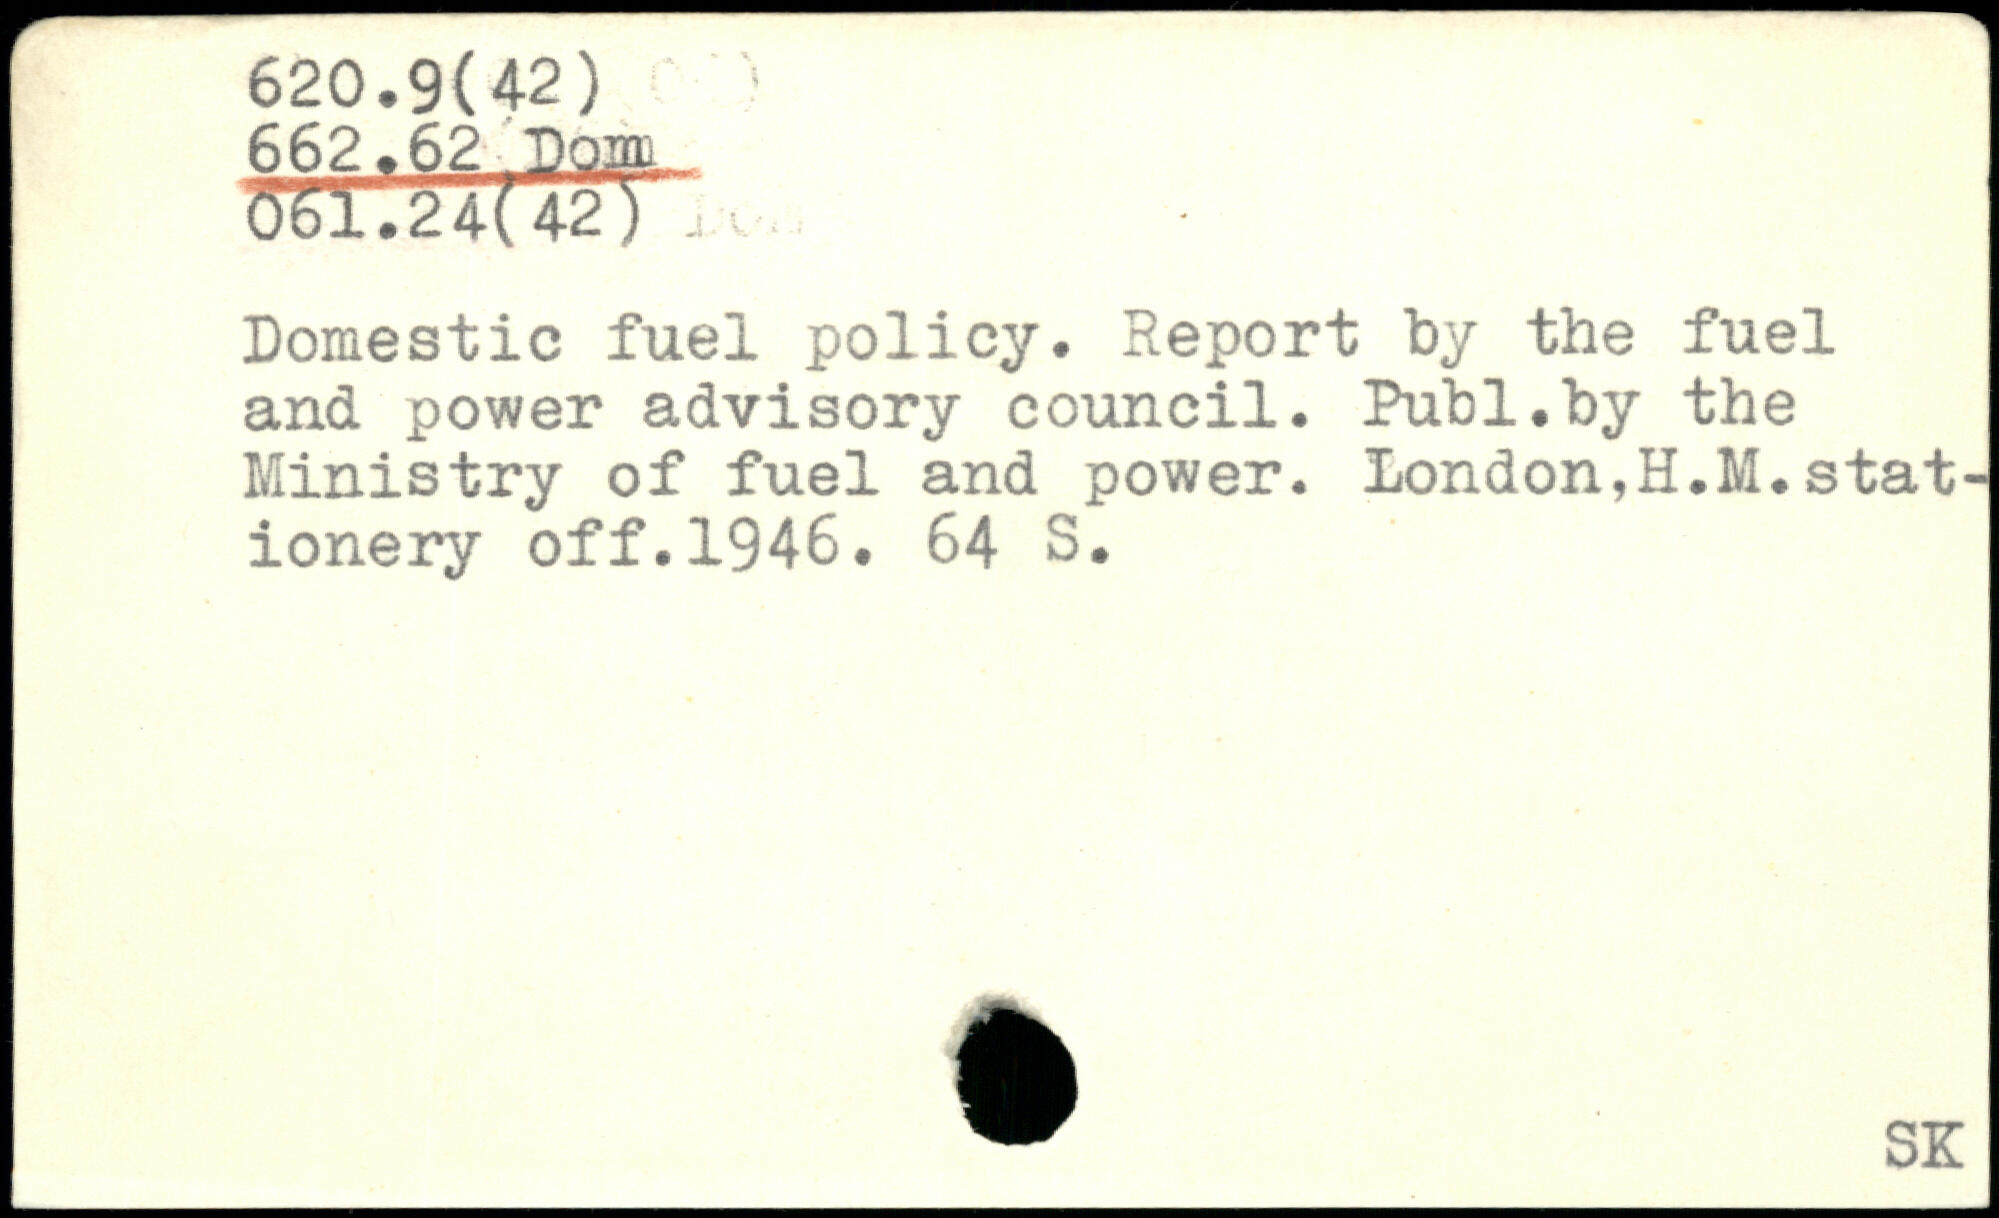 620.9(42)
662.62 Dom
061.24(42)
Domestic fuel policy. Report by the fuel
and power advisory council. Publ.by the
Ministry of fuel and power. London,H.M.stat-
ionery off.1946. 64 S.
SK